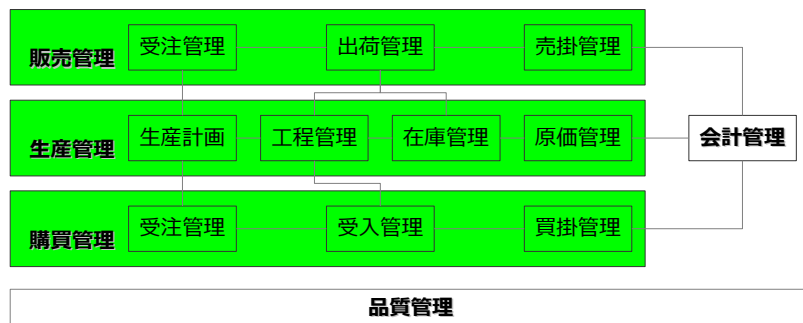 販売管理
受注管理
出荷管理
売掛管理
生産管理
生産計画
工程管理
在庫管理
原価管理
会計管理
購買管理
受注管理
受入管理
買掛管理
品質管理